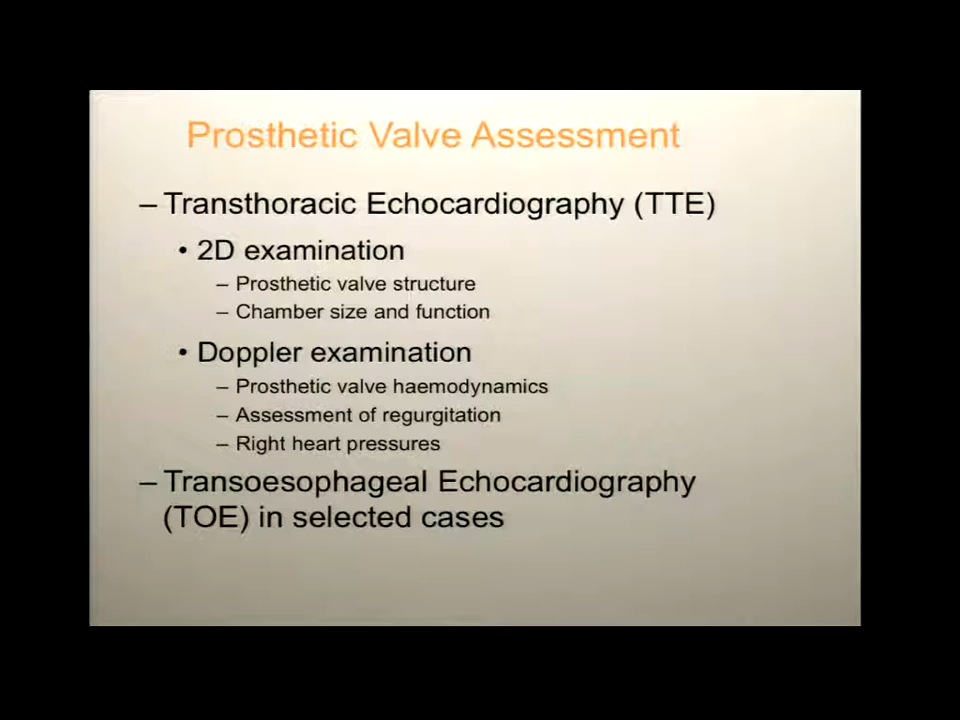 Prosthetic Valve Assessment
– Transthoracic Echocardiography (TTE)
• 2D examination
– Prosthetic valve structure
– Chamber size and function
• Doppler examination
– Prosthetic valve haemodynamics
– Assessment of regurgitation
– Right heart pressures
– Transoesophageal Echocardiography
(TOE) in selected cases